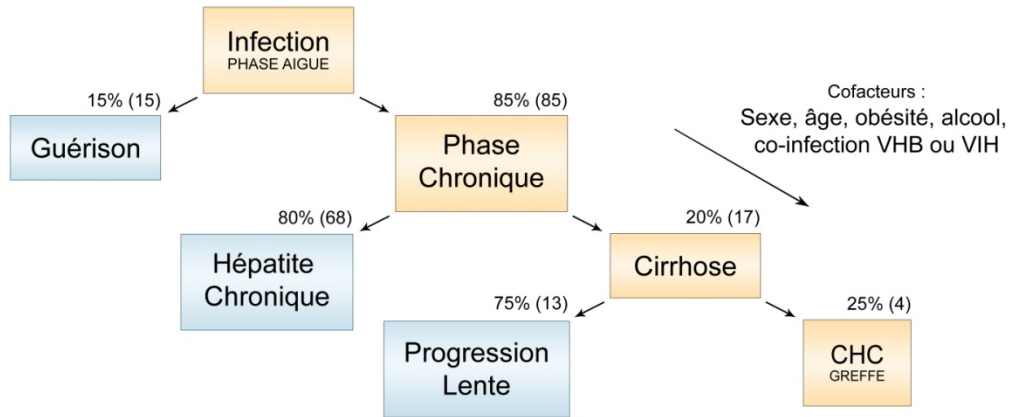 Infection
PHASE AIGUE
15% (15)
85% (85)
Guérison
Phase
Chronique
Cofacteurs :
Sexe, âge, obésité, alcool,
co-infection VHB ou VIH
80% (68)
20% (17)
Hépatite
Chronique
Cirrhose
75% (13)
25% (4)
Progression
Lente
CHC
GREFFE